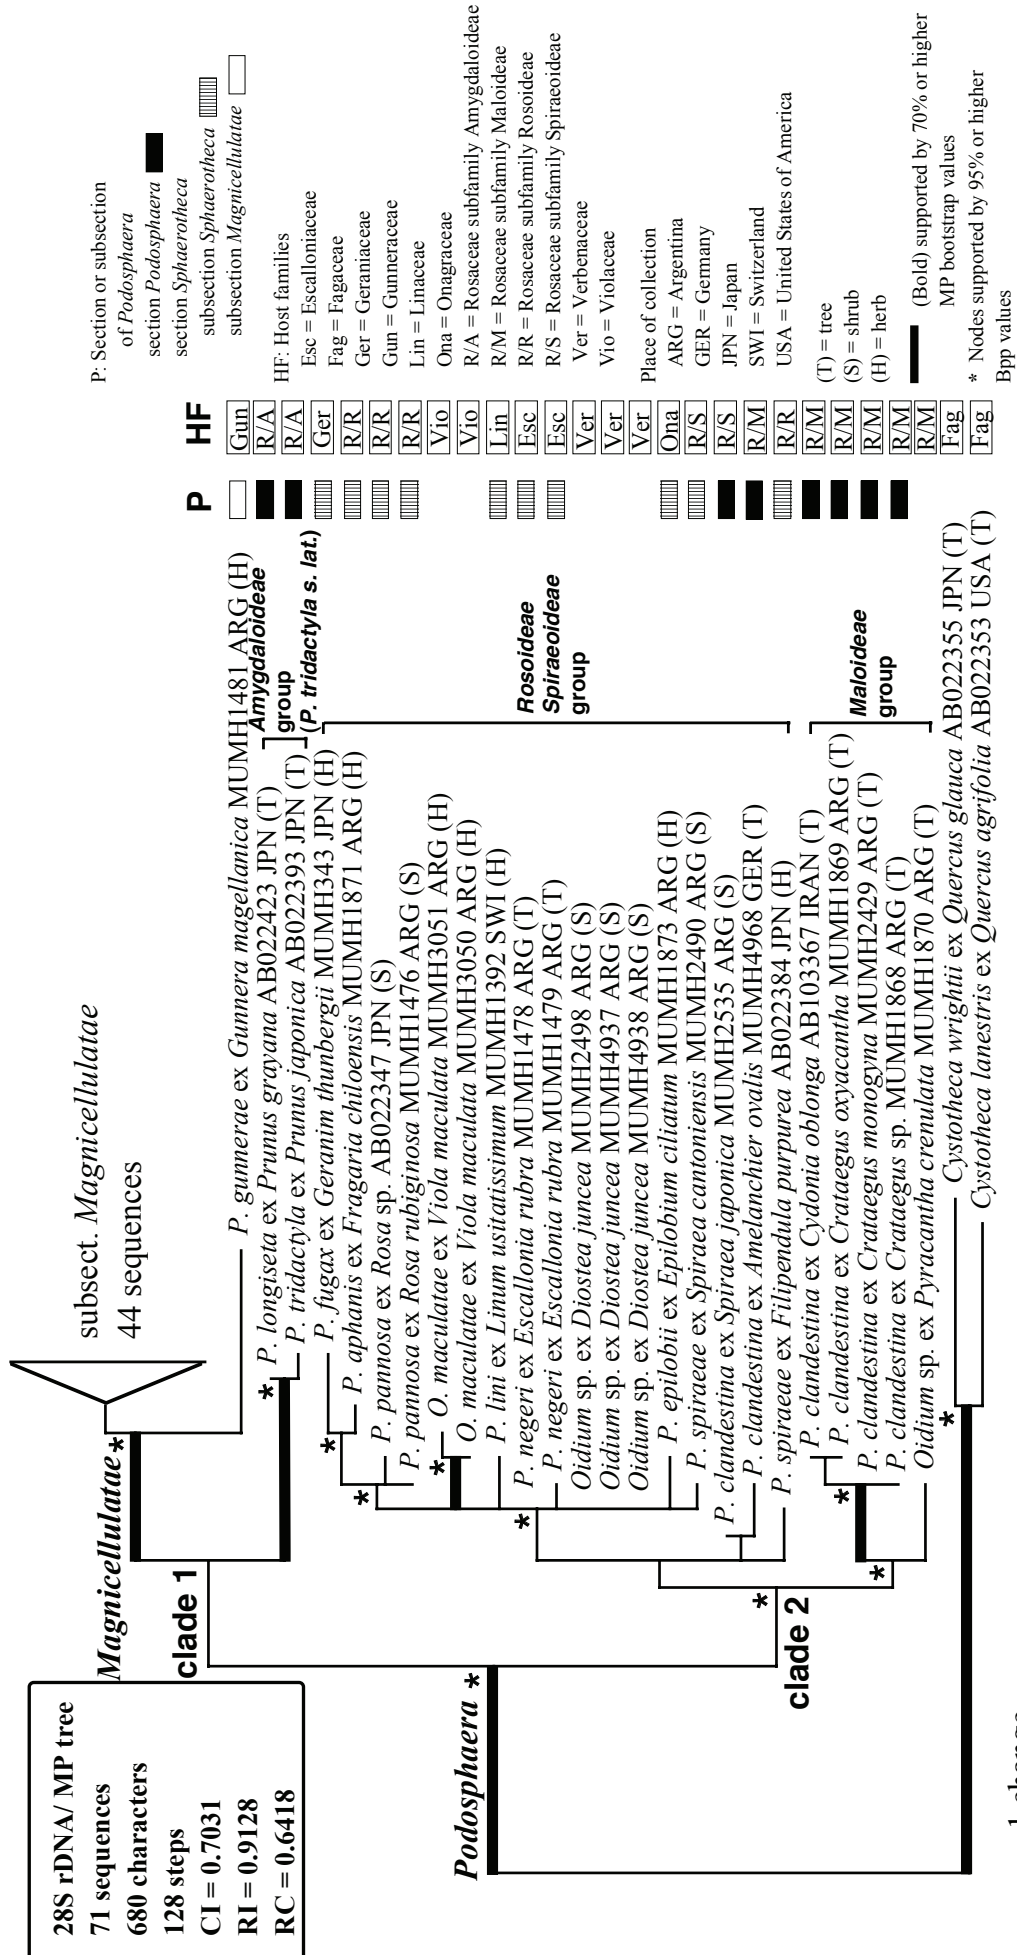 28S rDNA/ MP tree
71 sequences
680 characters
128 steps
CI = 0.7031
RI = 0.9128
RC = 0.6418
subsect. Magnicellulatae
44 sequences
Magnicellulatae
*
clade 1
*
Podosphaera *
clade 2
*
*
*
*
*
*
*
*
P. gunnerae ex Gunnera magellanica MUMH1481 ARG (H)
P. longiseta ex Prunus grayana AB022423 JPN (T)
P. tridactyla ex Prunus japonica AB022393 JPN (T)
P. fugax ex Geranim thunbergii MUMH343 JPN (H)
P. aphanis ex Fragaria chiloensis MUMH1871 ARG (H)
P. pannosa ex Rosa sp. AB022347 JPN (S)
P. pannosa ex Rosa rubiginosa MUMH1476 ARG (S)
O. maculatae ex Viola maculata MUMH3051 ARG (H)
O. maculatae ex Viola maculata MUMH3050 ARG (H)
P. lini ex Linum usitatissimum MUMH1392 SWI (H)
P. negeri ex Escallonia rubra MUMH1478 ARG (T)
P. negeri ex Escallonia rubra MUMH1479 ARG (T)
Oidium sp. ex Diostea juncea MUMH2498 ARG (S)
Oidium sp. ex Diostea juncea MUMH4937 ARG (S)
Oidium sp. ex Diostea juncea MUMH4938 ARG (S)
P. epilobii ex Epilobium ciliatum MUMH1873 ARG (H)
P. spiraeae ex Spiraea cantoniensis MUMH2490 ARG (S)
P. clandestina ex Spiraea japonica MUMH2535 ARG (S)
P. clandestina ex Amelanchier ovalis MUMH4968 GER (T)
P. spiraeae ex Filipendula purpurea AB022384 JPN (H)
P. clandestina ex Cydonia oblonga AB103367 IRAN (T)
P. clandestina ex Crataegus oxyacantha MUMH1869 ARG (T)
P. clandestina ex Crataegus monogyna MUMH2429 ARG (T)
P. clandestina ex Crataegus sp. MUMH1868 ARG (T)
Oidium sp. ex Pyracantha crenulata MUMH1870 ARG (T)
Cystotheca wrightii ex Quercus glauca AB022355 JPN (T)
Cystotheca lanestris ex Quercus agrifolia AB022353 USA (T)
Amygdaloideae
group
(P. tridactyla s. lat.)
Rosoideae
Spiraeoideae
group
Maloideae
group
P
HF
Gun
R/A
R/A
Ger
R/R
R/R
R/R
Vio
Vio
Lin
Esc
Esc
Ver
Ver
Ver
Ona
R/S
R/S
R/M
R/R
R/M
R/M
R/M
R/M
R/M
Fag
Fag
P: Section or subsection
of Podosphaera
section Podosphaera
section Sphaerotheca
subsection Sphaerotheca
subsection Magnicellulatae
HF: Host families
Esc = Escalloniaceae
Fag = Fagaceae
Ger = Geraniaceae
Gun = Gunneraceae
Lin = Linaceae
Ona = Onagraceae
R/A = Rosaceae subfamily Amygdaloideae
R/M = Rosaceae subfamily Maloideae
R/R = Rosaceae subfamily Rosoideae
R/S = Rosaceae subfamily Spiraeoideae
Ver = Verbenaceae
Vio = Violaceae
Place of collection
ARG = Argentina
GER = Germany
JPN = Japan
SWI = Switzerland
USA = United States of America
(T) = tree
(S) = shrub
(H) = herb
(Bold) supported by 70% or higher
MP bootstrap values
* Nodes supported by 95% or higher
Bpp values
1 change